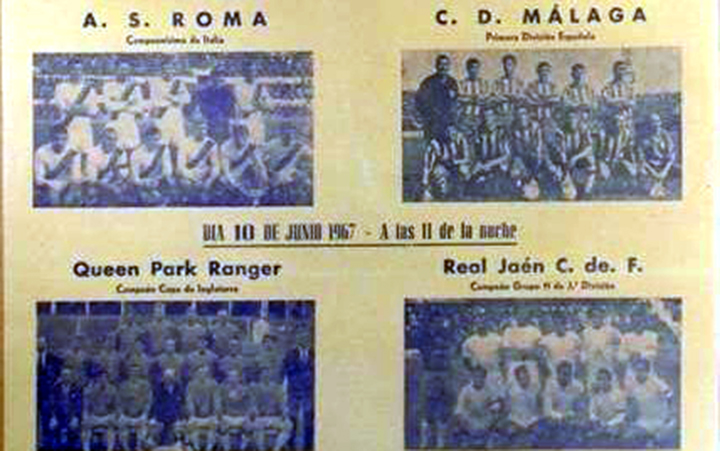 A. S. ROMA
Campeonísimo de Italia
C. D. MÁLAGA
Primera División Española
DIA 10 DE JUNIO 1967 - A las 11 de la noche
Queen Park Ranger
Campeón Copa de Inglaterra
Real Jaén C. de. F.
Campeón Grupo II de 3.ª División